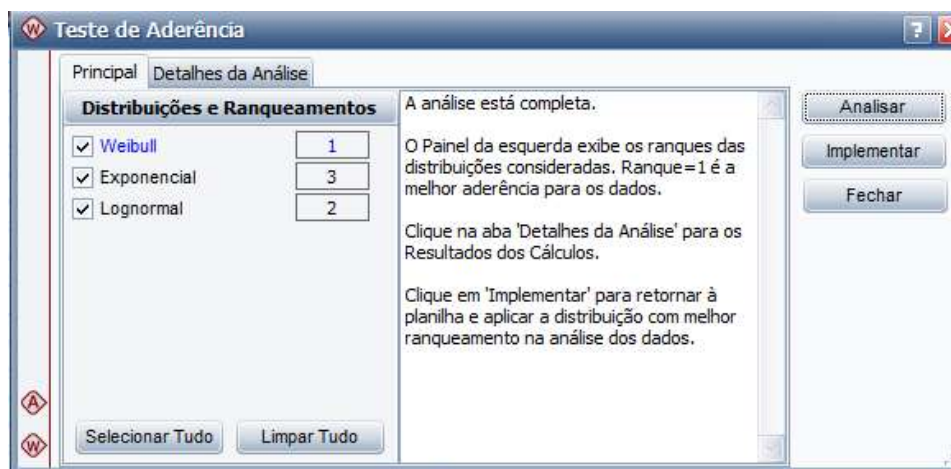 W Teste de Aderência ?
Principal Detalhes da Análise
Distribuições e Ranqueamentos
Weibull 1
Exponencial 3
Lognormal 2
Selecionar Tudo Limpar Tudo
A análise está completa.
O Painel da esquerda exibe os ranques das
distribuições consideradas. Ranque=1 é a
melhor aderência para os dados.
Clique na aba 'Detalhes da Análise' para os
Resultados dos Cálculos.
Clique em 'Implementar' para retornar à
planilha e aplicar a distribuição com melhor
ranqueamento na análise dos dados.
Analisar
Implementar
Fechar
A
W